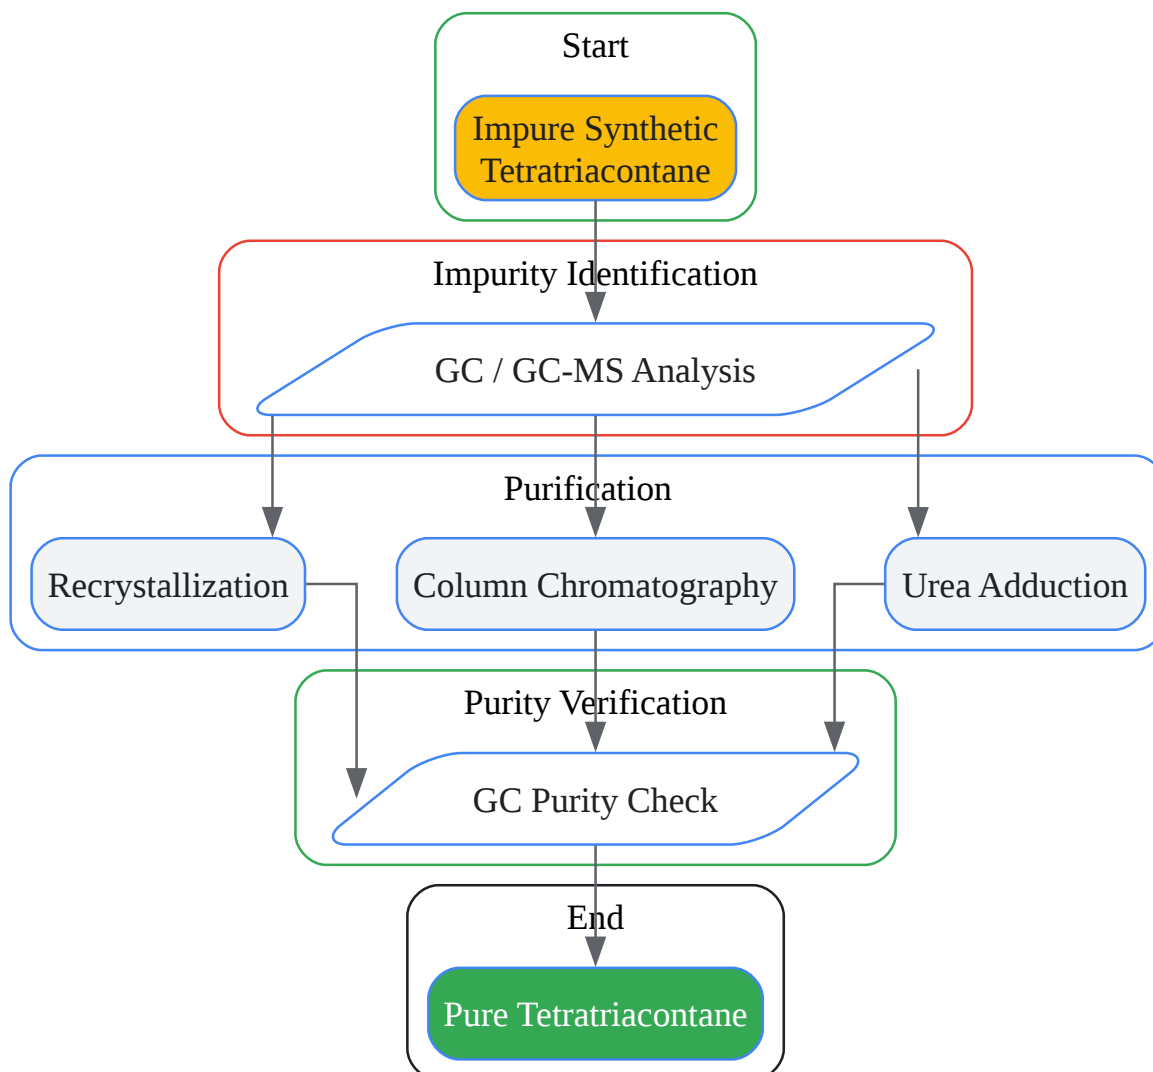 Start
Impure Synthetic
Tetratriacontane
Impurity Identification
GC / GC-MS Analysis
Purification
Recrystallization
Column Chromatography
Urea Adduction
Purity Verification
GC Purity Check
End
Pure Tetratriacontane